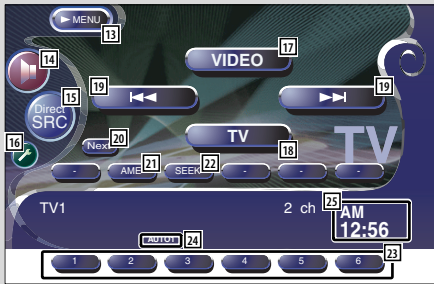 ► MENU
13
14
17
VIDEO
15
19
19
Direct
SRC
I◄◄
►►I
16
20
TV
TV
Next
18
21
22
- AME SEEK - - -
TV1
2 ch
25
AM
12:56
AUTO1
24
23
1 2 3 4 5 6